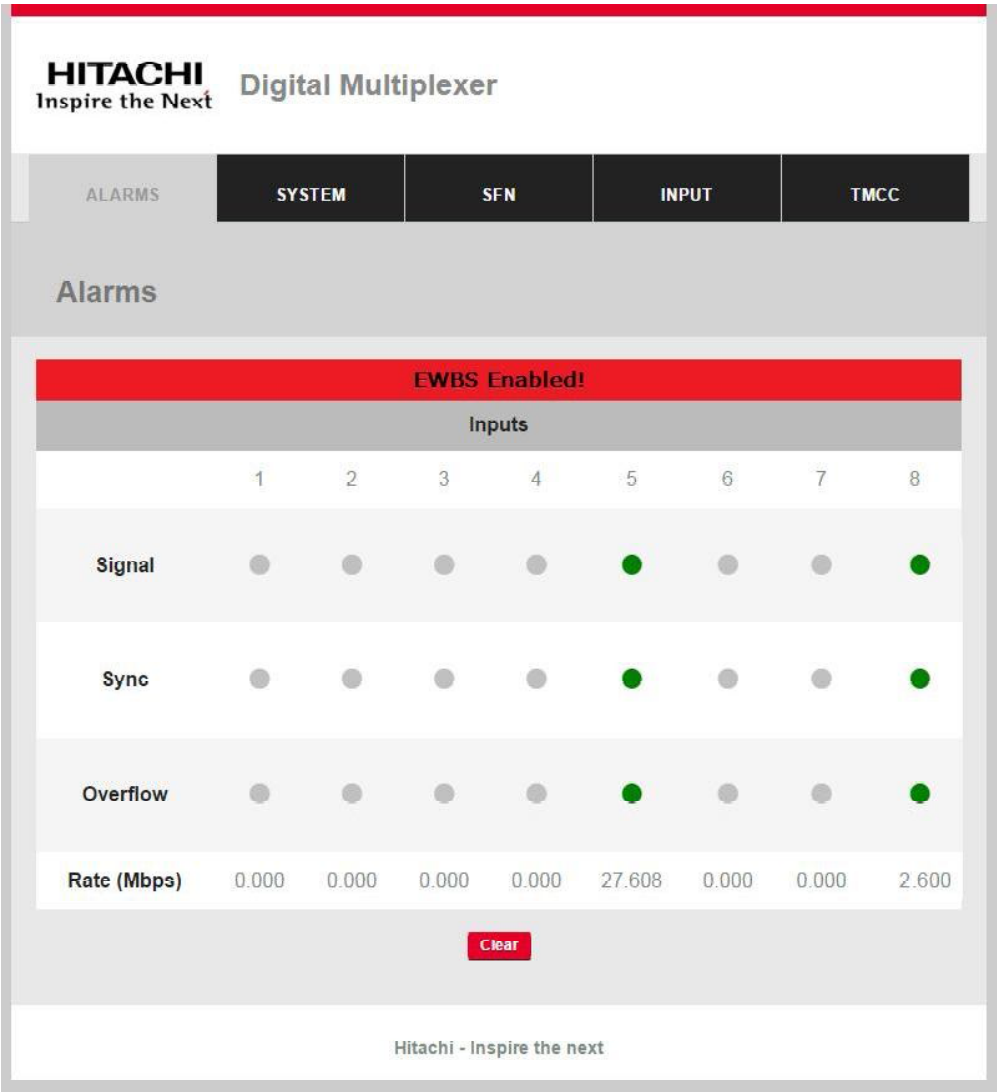 HITACHI
Inspire the Next
Digital Multiplexer
ALARMS SYSTEM SFN INPUT TMCC
Alarms
EWBS Enabled!
Inputs
1 2 3 4 5 6 7 8
Signal
Sync
Overflow
Rate (Mbps) 0.000 0.000 0.000 0.000 27.608 0.000 0.000 2.600
Clear
Hitachi - Inspire the next